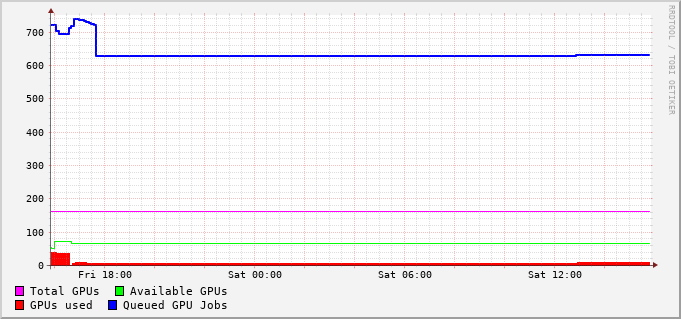 700
600
500
400
300
200
100
0
Fri 18:00 Sat 00:00 Sat 06:00 Sat 12:00
Total GPUs Available GPUs
GPUs used Queued GPU Jobs
RRDTOOL / TOBI OETIKER